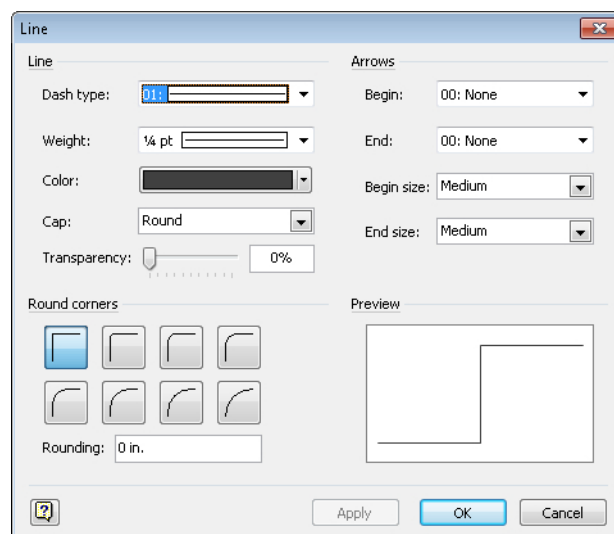 Line
Line
Dash type: 01:
Weight: ¼ pt
Color:
Cap: Round
Transparency: 0%
Arrows
Begin: 00: None
End: 00: None
Begin size: Medium
End size: Medium
Round corners
Rounding: 0 in.
Preview
?
Apply OK Cancel